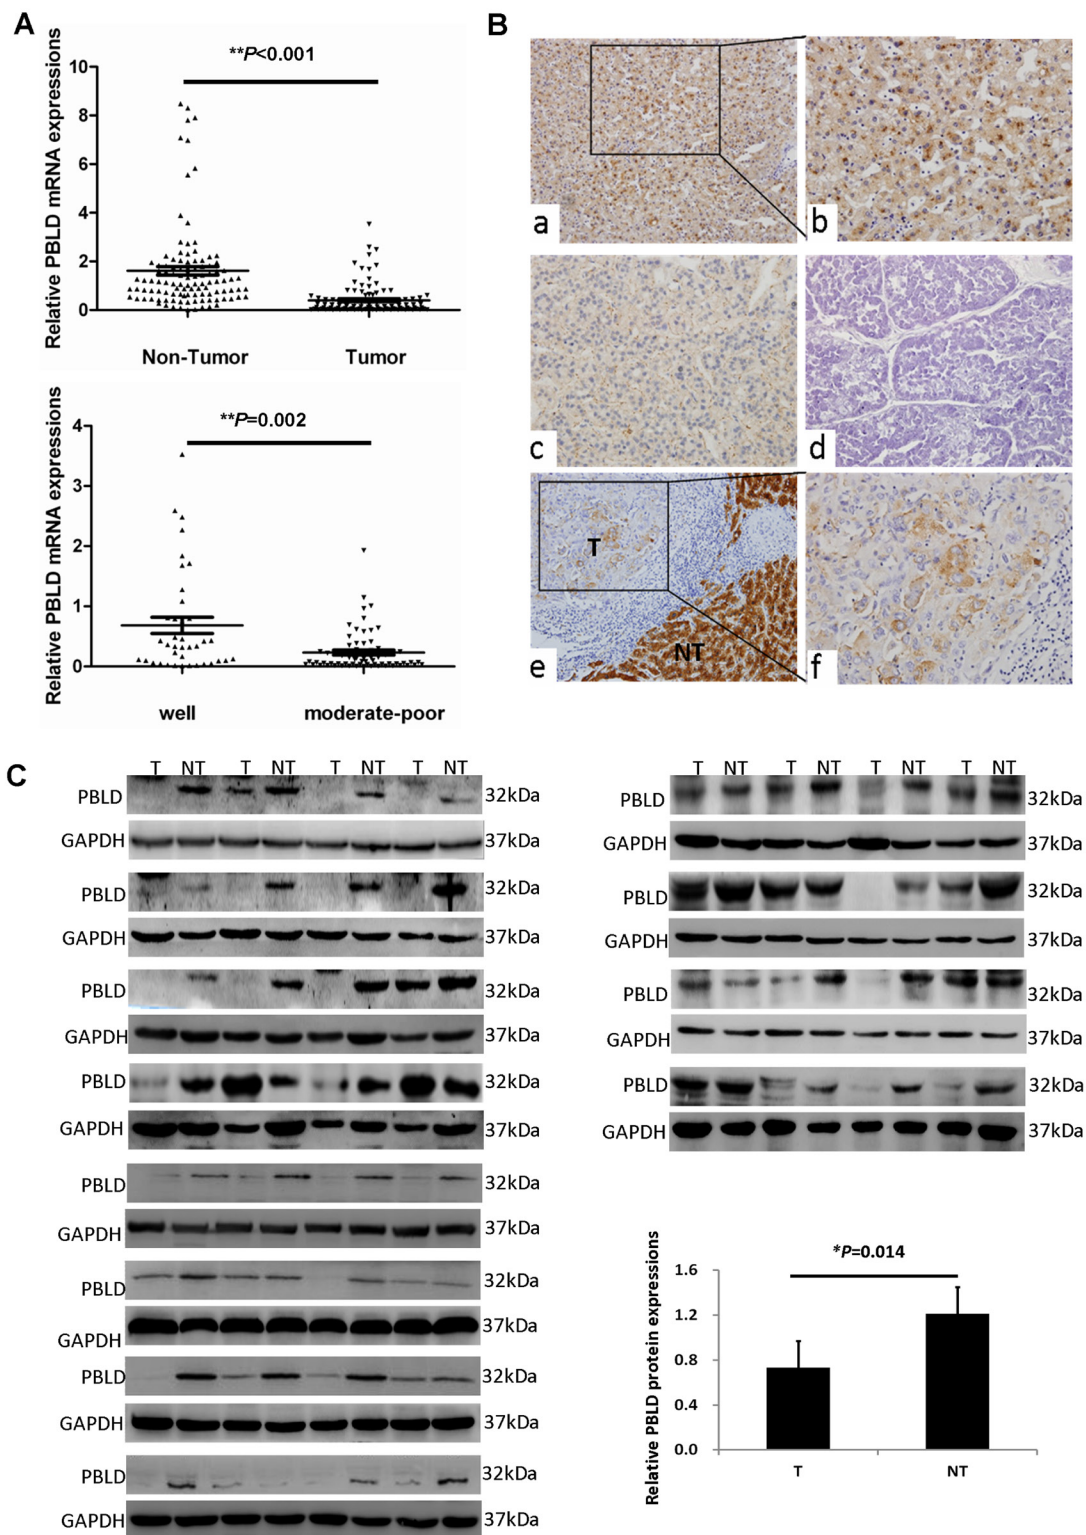 A
Relative PBLD mRNA expressions
**P<0.001
10
8
6
4
2
0
Non-Tumor Tumor
Relative PBLD mRNA expressions
**P=0.002
4
3
2
1
0
well moderate-poor
B
a
b
c
d
T
NT
e
f
C
T NT T NT T NT T NT
PBLD 32kDa
GAPDH 37kDa
PBLD 32kDa
GAPDH 37kDa
PBLD 32kDa
GAPDH 37kDa
PBLD 32kDa
GAPDH 37kDa
PBLD 32kDa
GAPDH 37kDa
PBLD 32kDa
GAPDH 37kDa
PBLD 32kDa
GAPDH 37kDa
PBLD 32kDa
GAPDH 37kDa
T NT T NT T NT T NT
PBLD 32kDa
GAPDH 37kDa
PBLD 32kDa
GAPDH 37kDa
PBLD 32kDa
GAPDH 37kDa
PBLD 32kDa
GAPDH 37kDa
Relative PBLD protein expressions
*P=0.014
1.6
1.2
0.8
0.4
0.0
T NT